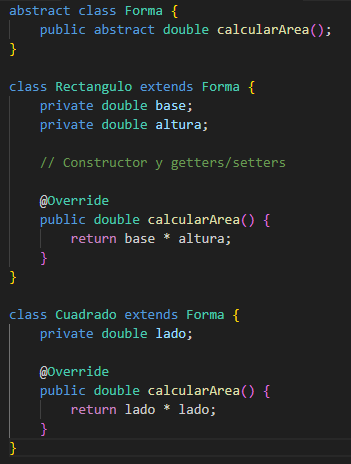 abstract class Forma {
    public abstract double calcularArea();
}

class Rectangulo extends Forma {
    private double base;
    private double altura;

    // Constructor y getters/setters

    @Override
    public double calcularArea() {
        return base * altura;
    }
}

class Cuadrado extends Forma {
    private double lado;

    @Override
    public double calcularArea() {
        return lado * lado;
    }
}